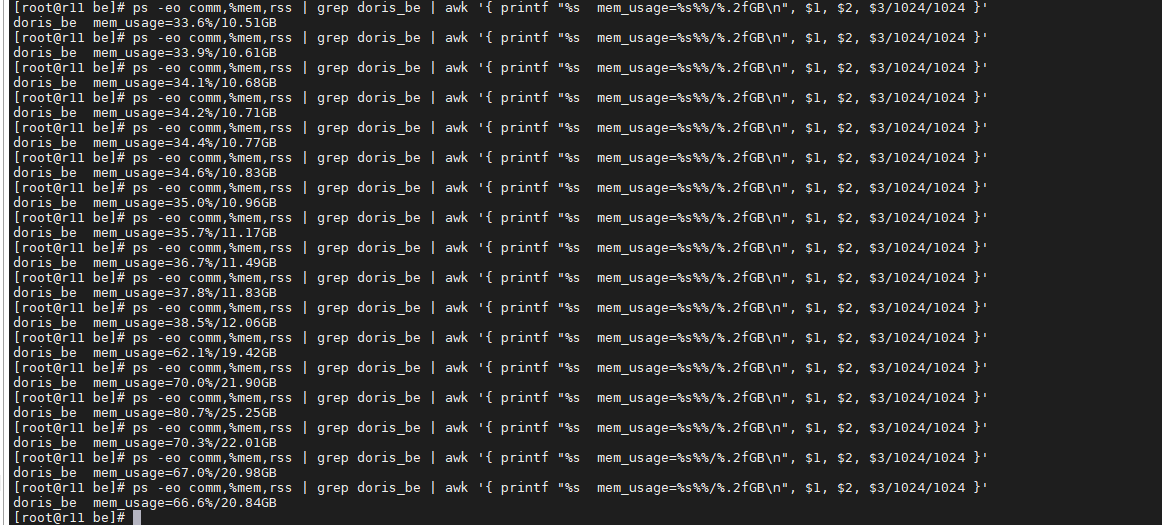 [root@r11 be]# ps -eo comm,%mem,rss | grep doris_be | awk '{ printf "%s  mem_usage=%s%%/%.2fGB\n", $1, $2, $3/1024/1024 }'
doris_be  mem_usage=33.6%/10.51GB
[root@r11 be]# ps -eo comm,%mem,rss | grep doris_be | awk '{ printf "%s  mem_usage=%s%%/%.2fGB\n", $1, $2, $3/1024/1024 }'
doris_be  mem_usage=33.9%/10.61GB
[root@r11 be]# ps -eo comm,%mem,rss | grep doris_be | awk '{ printf "%s  mem_usage=%s%%/%.2fGB\n", $1, $2, $3/1024/1024 }'
doris_be  mem_usage=34.1%/10.68GB
[root@r11 be]# ps -eo comm,%mem,rss | grep doris_be | awk '{ printf "%s  mem_usage=%s%%/%.2fGB\n", $1, $2, $3/1024/1024 }'
doris_be  mem_usage=34.2%/10.71GB
[root@r11 be]# ps -eo comm,%mem,rss | grep doris_be | awk '{ printf "%s  mem_usage=%s%%/%.2fGB\n", $1, $2, $3/1024/1024 }'
doris_be  mem_usage=34.4%/10.77GB
[root@r11 be]# ps -eo comm,%mem,rss | grep doris_be | awk '{ printf "%s  mem_usage=%s%%/%.2fGB\n", $1, $2, $3/1024/1024 }'
doris_be  mem_usage=34.6%/10.83GB
[root@r11 be]# ps -eo comm,%mem,rss | grep doris_be | awk '{ printf "%s  mem_usage=%s%%/%.2fGB\n", $1, $2, $3/1024/1024 }'
doris_be  mem_usage=35.0%/10.96GB
[root@r11 be]# ps -eo comm,%mem,rss | grep doris_be | awk '{ printf "%s  mem_usage=%s%%/%.2fGB\n", $1, $2, $3/1024/1024 }'
doris_be  mem_usage=35.7%/11.17GB
[root@r11 be]# ps -eo comm,%mem,rss | grep doris_be | awk '{ printf "%s  mem_usage=%s%%/%.2fGB\n", $1, $2, $3/1024/1024 }'
doris_be  mem_usage=36.7%/11.49GB
[root@r11 be]# ps -eo comm,%mem,rss | grep doris_be | awk '{ printf "%s  mem_usage=%s%%/%.2fGB\n", $1, $2, $3/1024/1024 }'
doris_be  mem_usage=37.8%/11.83GB
[root@r11 be]# ps -eo comm,%mem,rss | grep doris_be | awk '{ printf "%s  mem_usage=%s%%/%.2fGB\n", $1, $2, $3/1024/1024 }'
doris_be  mem_usage=38.5%/12.06GB
[root@r11 be]# ps -eo comm,%mem,rss | grep doris_be | awk '{ printf "%s  mem_usage=%s%%/%.2fGB\n", $1, $2, $3/1024/1024 }'
doris_be  mem_usage=62.1%/19.42GB
[root@r11 be]# ps -eo comm,%mem,rss | grep doris_be | awk '{ printf "%s  mem_usage=%s%%/%.2fGB\n", $1, $2, $3/1024/1024 }'
doris_be  mem_usage=70.0%/21.90GB
[root@r11 be]# ps -eo comm,%mem,rss | grep doris_be | awk '{ printf "%s  mem_usage=%s%%/%.2fGB\n", $1, $2, $3/1024/1024 }'
doris_be  mem_usage=80.7%/25.25GB
[root@r11 be]# ps -eo comm,%mem,rss | grep doris_be | awk '{ printf "%s  mem_usage=%s%%/%.2fGB\n", $1, $2, $3/1024/1024 }'
doris_be  mem_usage=70.3%/22.01GB
[root@r11 be]# ps -eo comm,%mem,rss | grep doris_be | awk '{ printf "%s  mem_usage=%s%%/%.2fGB\n", $1, $2, $3/1024/1024 }'
doris_be  mem_usage=67.0%/20.98GB
[root@r11 be]# ps -eo comm,%mem,rss | grep doris_be | awk '{ printf "%s  mem_usage=%s%%/%.2fGB\n", $1, $2, $3/1024/1024 }'
doris_be  mem_usage=66.6%/20.84GB
[root@r11 be]#